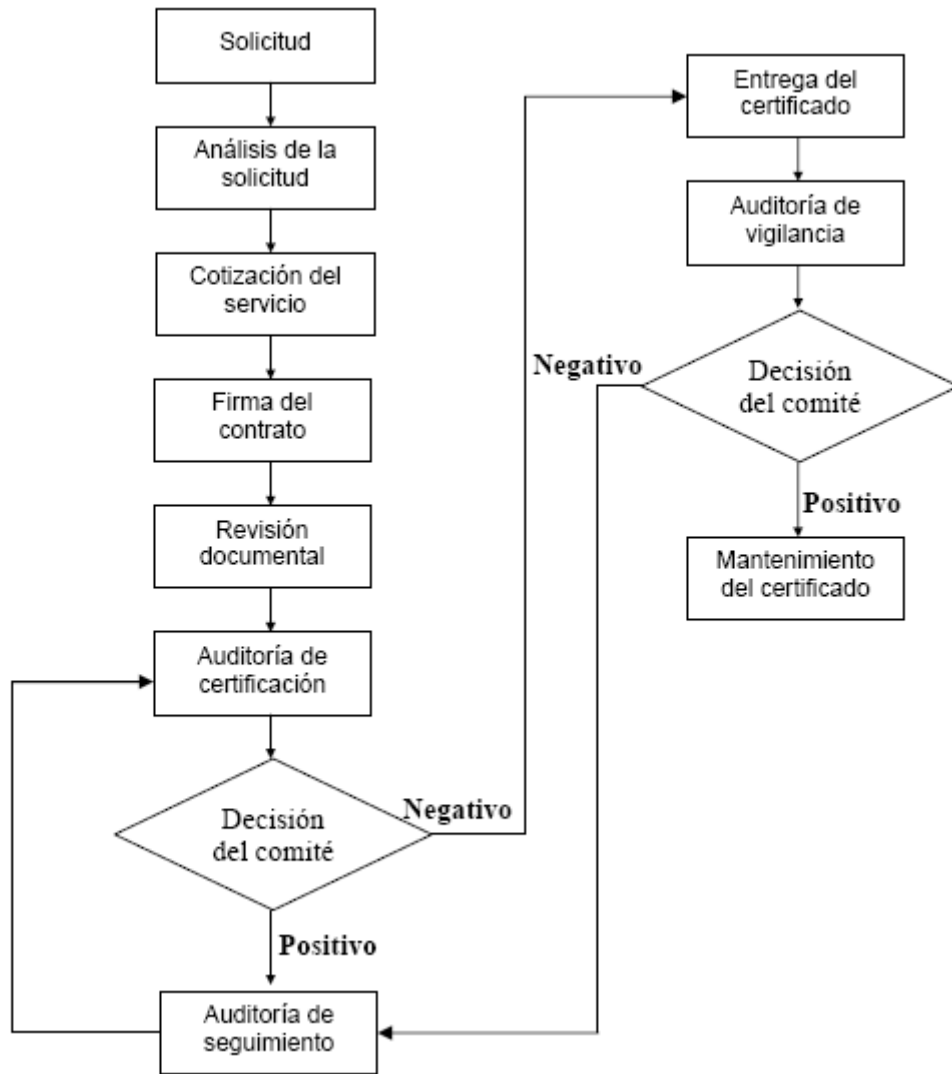 Solicitud
Análisis de la
solicitud
Cotización del
servicio
Firma del
contrato
Revisión
documental
Auditoría de
certificación
Decisión
del comité
Negativo
Positivo
Auditoría de
seguimiento
Entrega del
certificado
Auditoría de
vigilancia
Negativo
Decisión
del comité
Positivo
Mantenimiento
del certificado